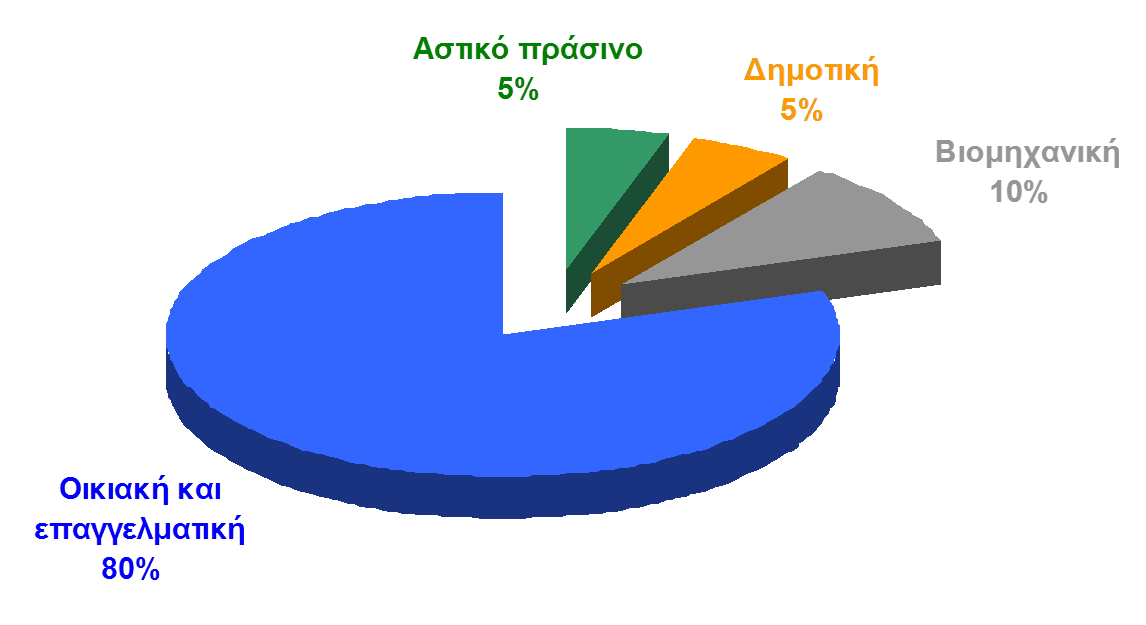 Αστικό πράσινο
5%
Δημοτική
5%
Βιομηχανική
10%
Οικιακή και
επαγγελματική
80%